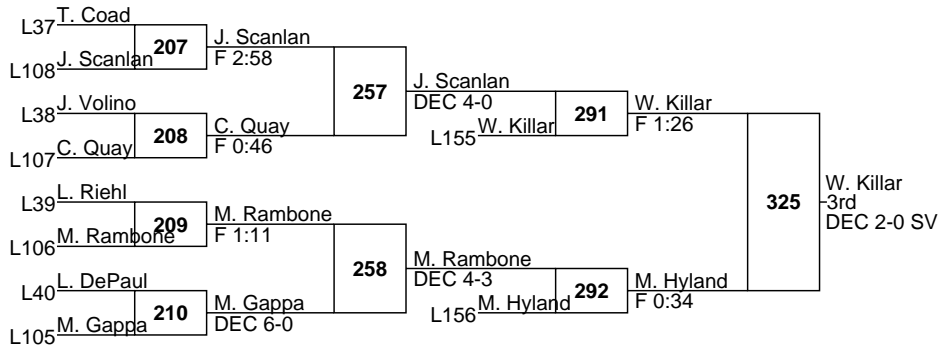 T. Coad
L37
207
J. Scanlan
F 2:58
J. Scanlan
L108
257
J. Scanlan
DEC 4-0
J. Volino
L38
208
C. Quay
F 0:46
C. Quay
L107
291
W. Killar
F 1:26
W. Killar
L155
L. Riehl
L39
209
M. Rambone
F 1:11
M. Rambone
L106
325
W. Killar
3rd
DEC 2-0 SV
258
M. Rambone
DEC 4-3
L. DePaul
L40
210
M. Gappa
DEC 6-0
M. Gappa
L105
292
M. Hyland
F 0:34
M. Hyland
L156